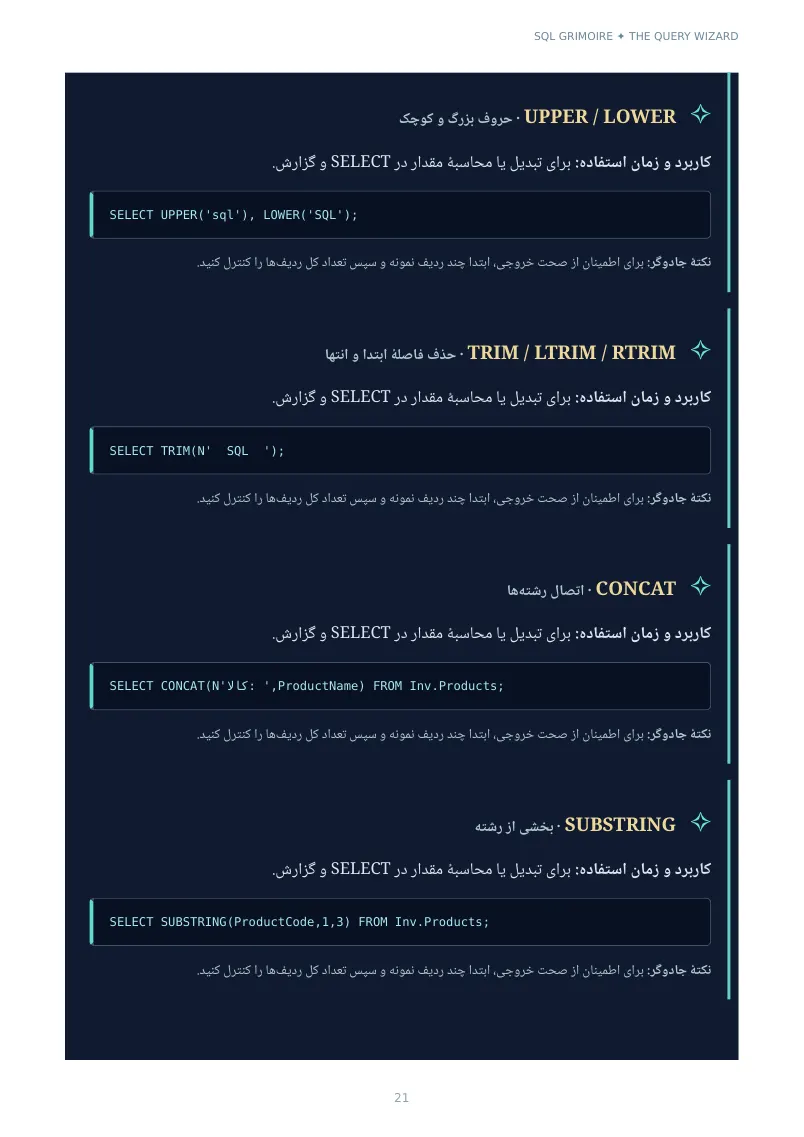 SQL GRIMOIRE ✦ THE QUERY WIZARD
✧ UPPER / LOWER · حروف بزرگ و کوچک
کاربرد و زمان استفاده: برای تبدیل یا محاسبهٔ مقدار در SELECT و گزارش.
SELECT UPPER('sql'), LOWER('SQL');
نکتهٔ جادوگر: برای اطمینان از صحت خروجی، ابتدا چند ردیف نمونه و سپس تعداد کل ردیف‌ها را کنترل کنید.
✧ TRIM / LTRIM / RTRIM · حذف فاصلهٔ ابتدا و انتها
کاربرد و زمان استفاده: برای تبدیل یا محاسبهٔ مقدار در SELECT و گزارش.
SELECT TRIM(N'  SQL  ');
نکتهٔ جادوگر: برای اطمینان از صحت خروجی، ابتدا چند ردیف نمونه و سپس تعداد کل ردیف‌ها را کنترل کنید.
✧ CONCAT · اتصال رشته‌ها
کاربرد و زمان استفاده: برای تبدیل یا محاسبهٔ مقدار در SELECT و گزارش.
SELECT CONCAT(N'کالا: ',ProductName) FROM Inv.Products;
نکتهٔ جادوگر: برای اطمینان از صحت خروجی، ابتدا چند ردیف نمونه و سپس تعداد کل ردیف‌ها را کنترل کنید.
✧ SUBSTRING · بخشی از رشته
کاربرد و زمان استفاده: برای تبدیل یا محاسبهٔ مقدار در SELECT و گزارش.
SELECT SUBSTRING(ProductCode,1,3) FROM Inv.Products;
نکتهٔ جادوگر: برای اطمینان از صحت خروجی، ابتدا چند ردیف نمونه و سپس تعداد کل ردیف‌ها را کنترل کنید.
21